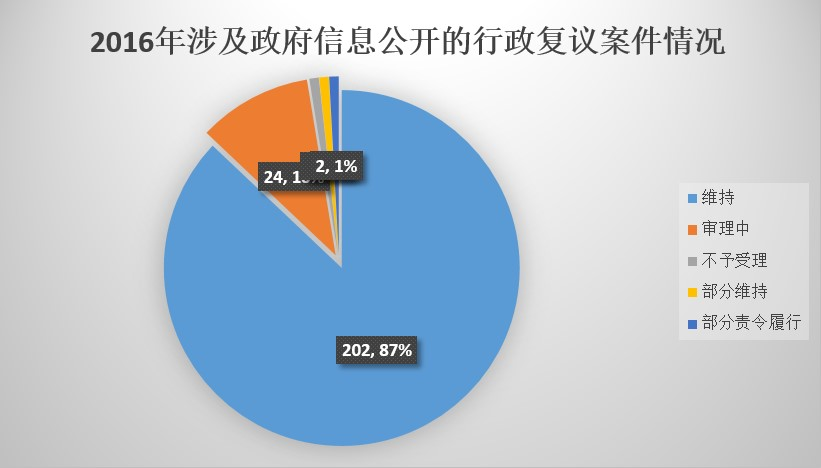 2016年涉及政府信息公开的行政复议案件情况
2, 1%
24,
202, 87%
维持
审理中
不予受理
部分维持
部分责令履行